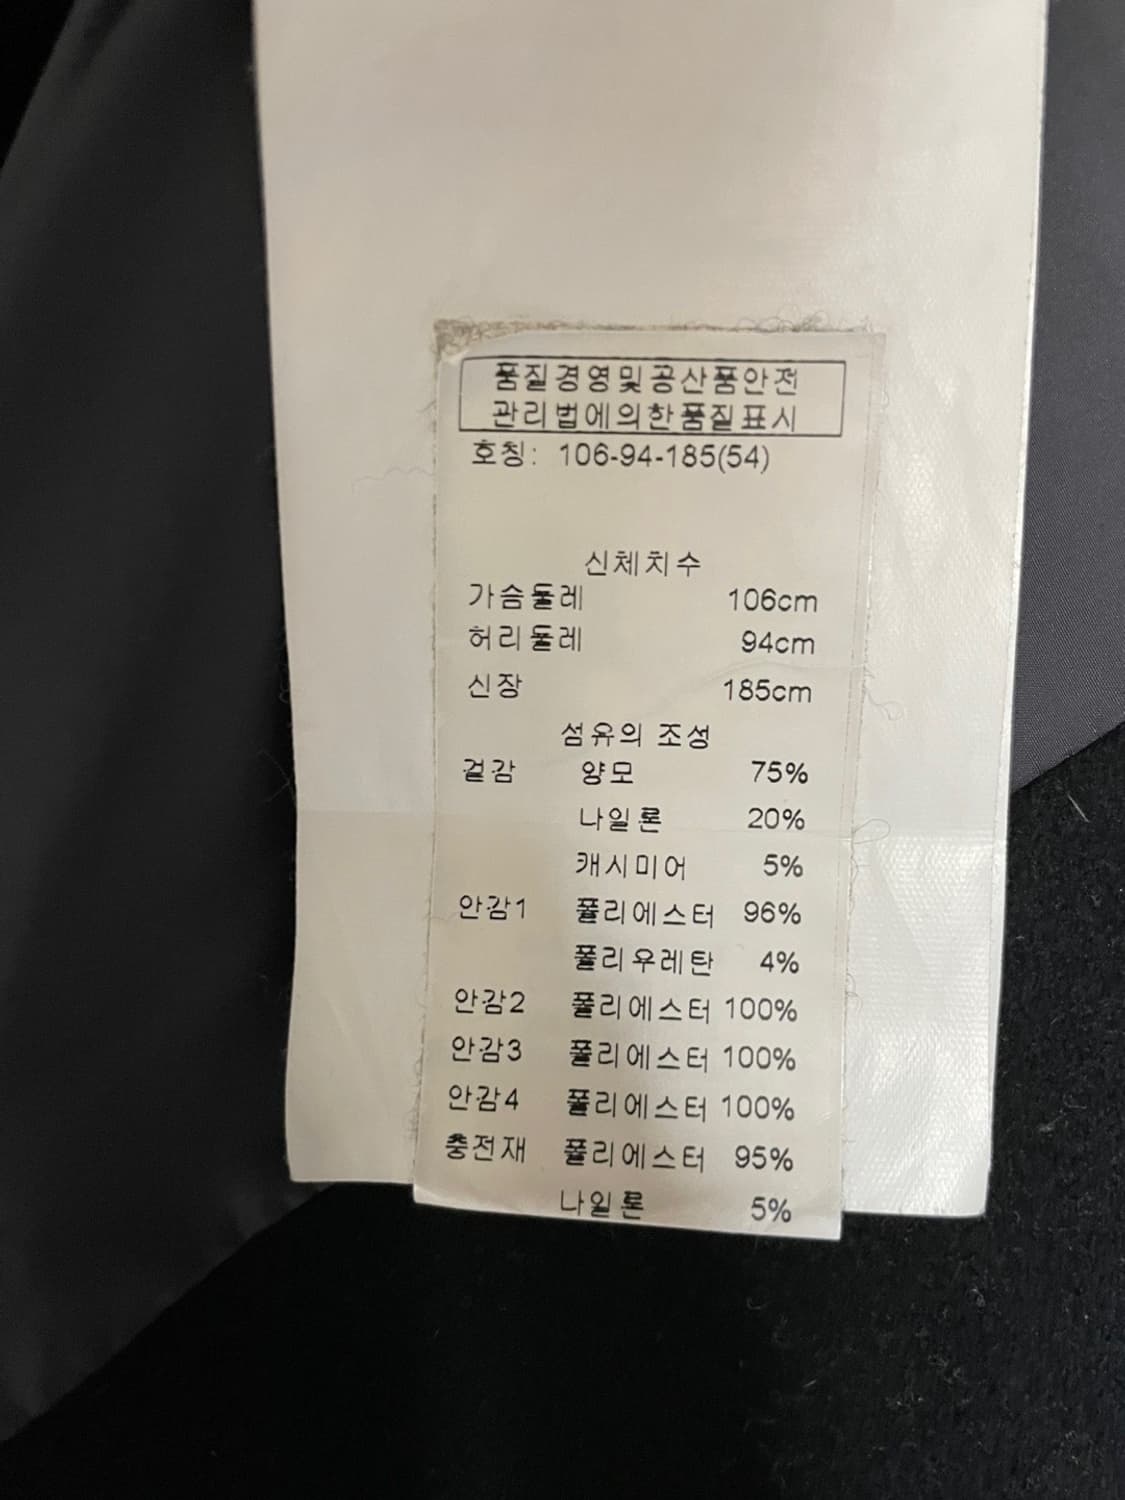 품질경영및공산품안전
관리법에의한품질표시
호칭: 106-94-185(54)
신체치수
가슴둘레 106cm
허리둘레 94cm
신장 185cm
섬유의 조성
겉감 양모 75%
나일론 20%
캐시미어 5%
안감1 폴리에스터 96%
폴리우레탄 4%
안감2 폴리에스터 100%
안감3 폴리에스터 100%
안감4 폴리에스터 100%
충전재 폴리에스터 95%
나일론 5%